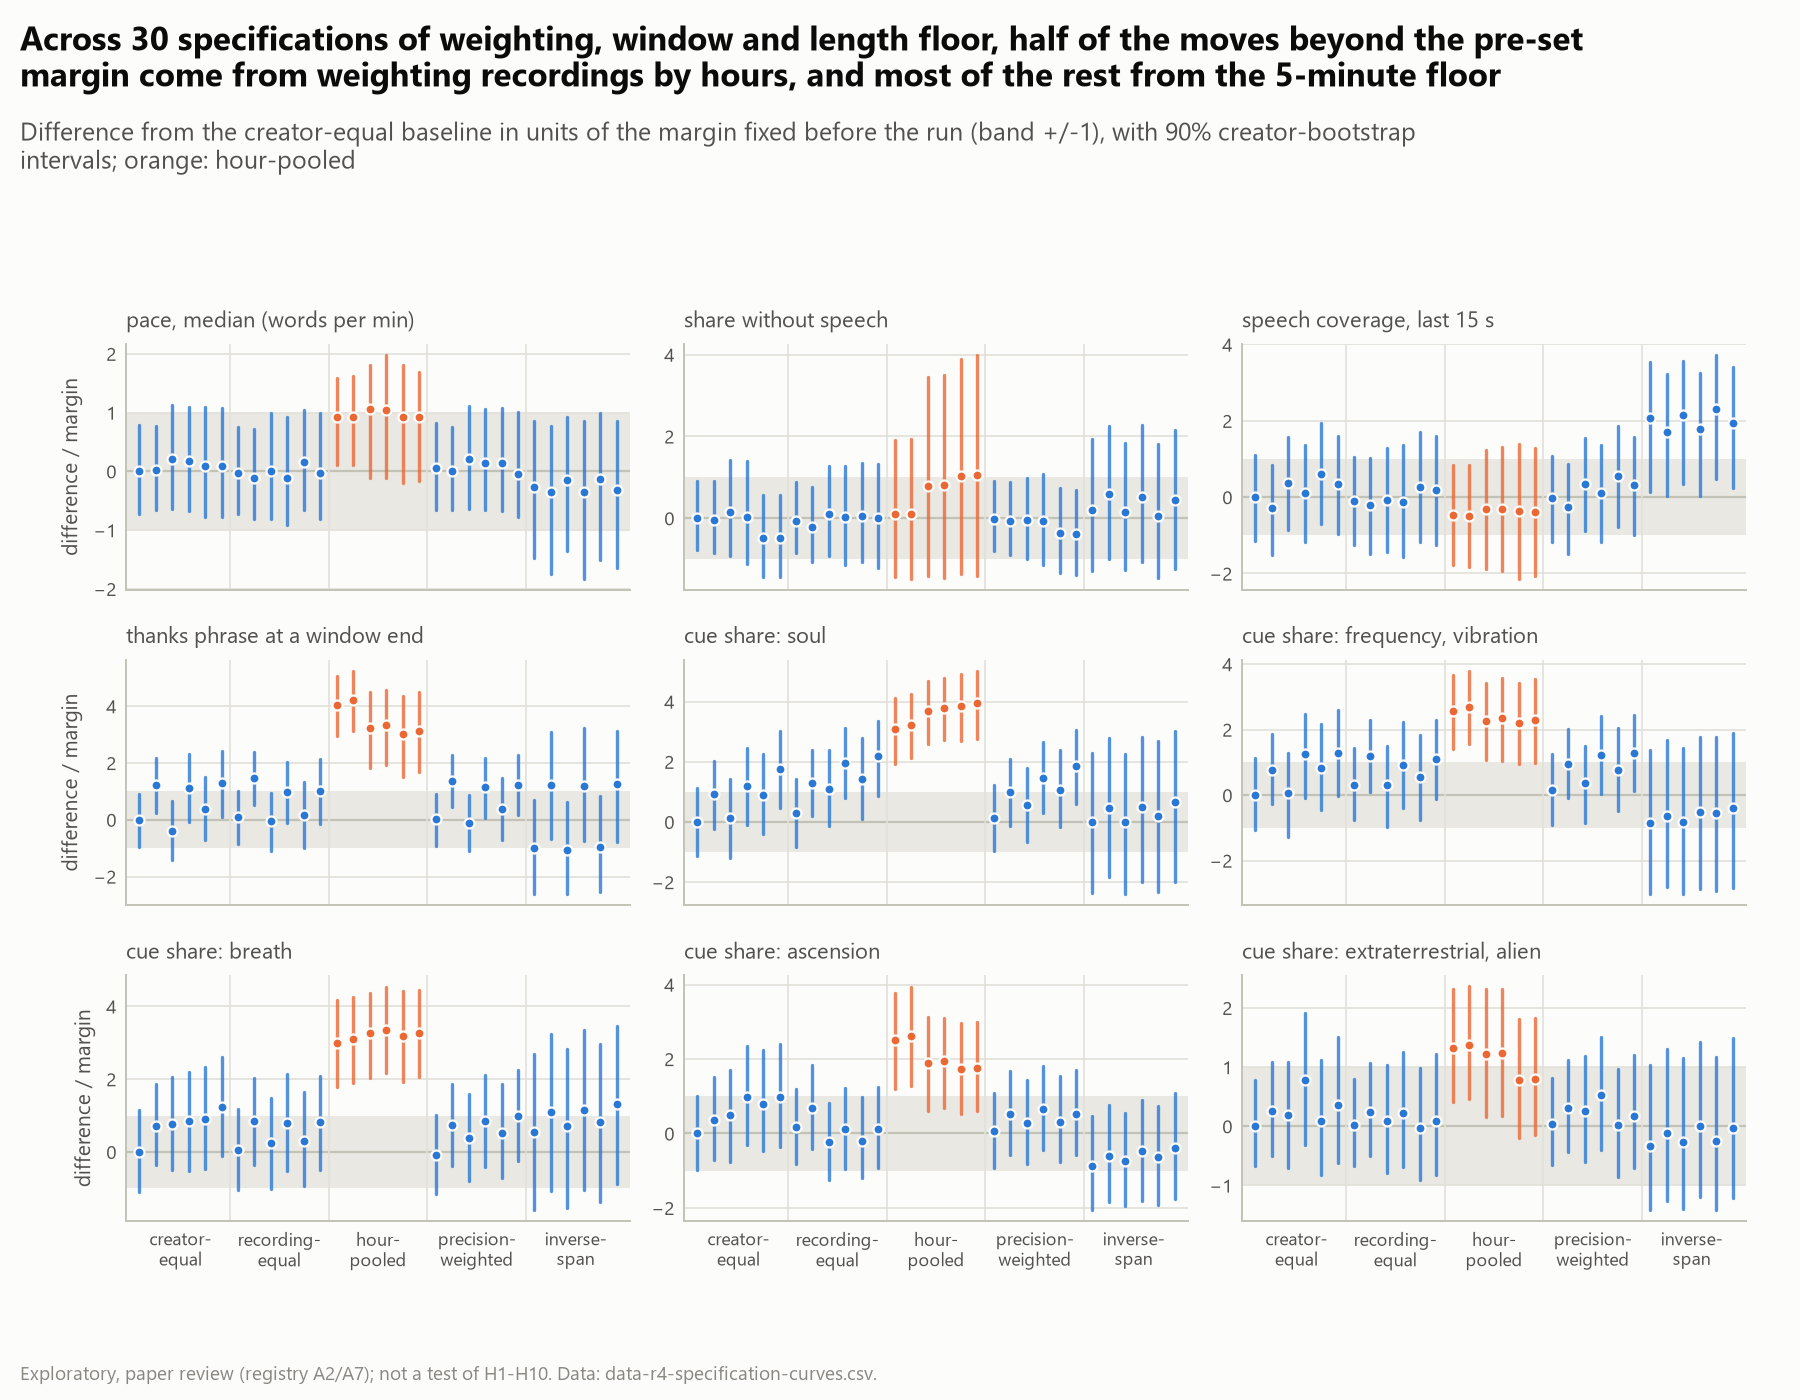 Across 30 specifications of weighting, window and length floor, half of the moves beyond the pre-set
margin come from weighting recordings by hours, and most of the rest from the 5-minute floor
Difference from the creator-equal baseline in units of the margin fixed before the run (band +/-1), with 90% creator-bootstrap
intervals; orange: hour-pooled
pace, median (words per min)
share without speech
speech coverage, last 15 s
difference / margin
2
1
0
−1
−2
4
2
0
4
2
0
−2
thanks phrase at a window end
cue share: soul
cue share: frequency, vibration
difference / margin
4
2
0
−2
4
2
0
−2
4
2
0
−2
cue share: breath
cue share: ascension
cue share: extraterrestrial, alien
difference / margin
4
2
0
4
2
0
−2
2
1
0
−1
creator-
equal
recording-
equal
hour-
pooled
precision-
weighted
inverse-
span
creator-
equal
recording-
equal
hour-
pooled
precision-
weighted
inverse-
span
creator-
equal
recording-
equal
hour-
pooled
precision-
weighted
inverse-
span
Exploratory, paper review (registry A2/A7); not a test of H1-H10. Data: data-r4-specification-curves.csv.